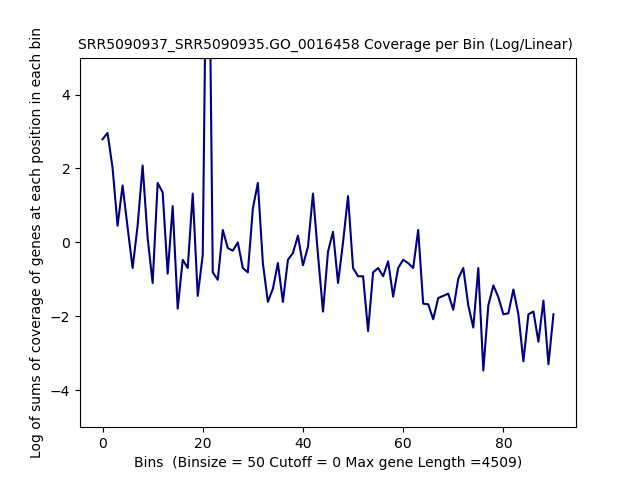 SRR5090937_SRR5090935.GO_0016458 Coverage per Bin (Log/Linear)
Log of sums of coverage of genes at each position in each bin
4
2
0
−2
−4
0 20 40 60 80
Bins  (Binsize = 50 Cutoff = 0 Max gene Length =4509)